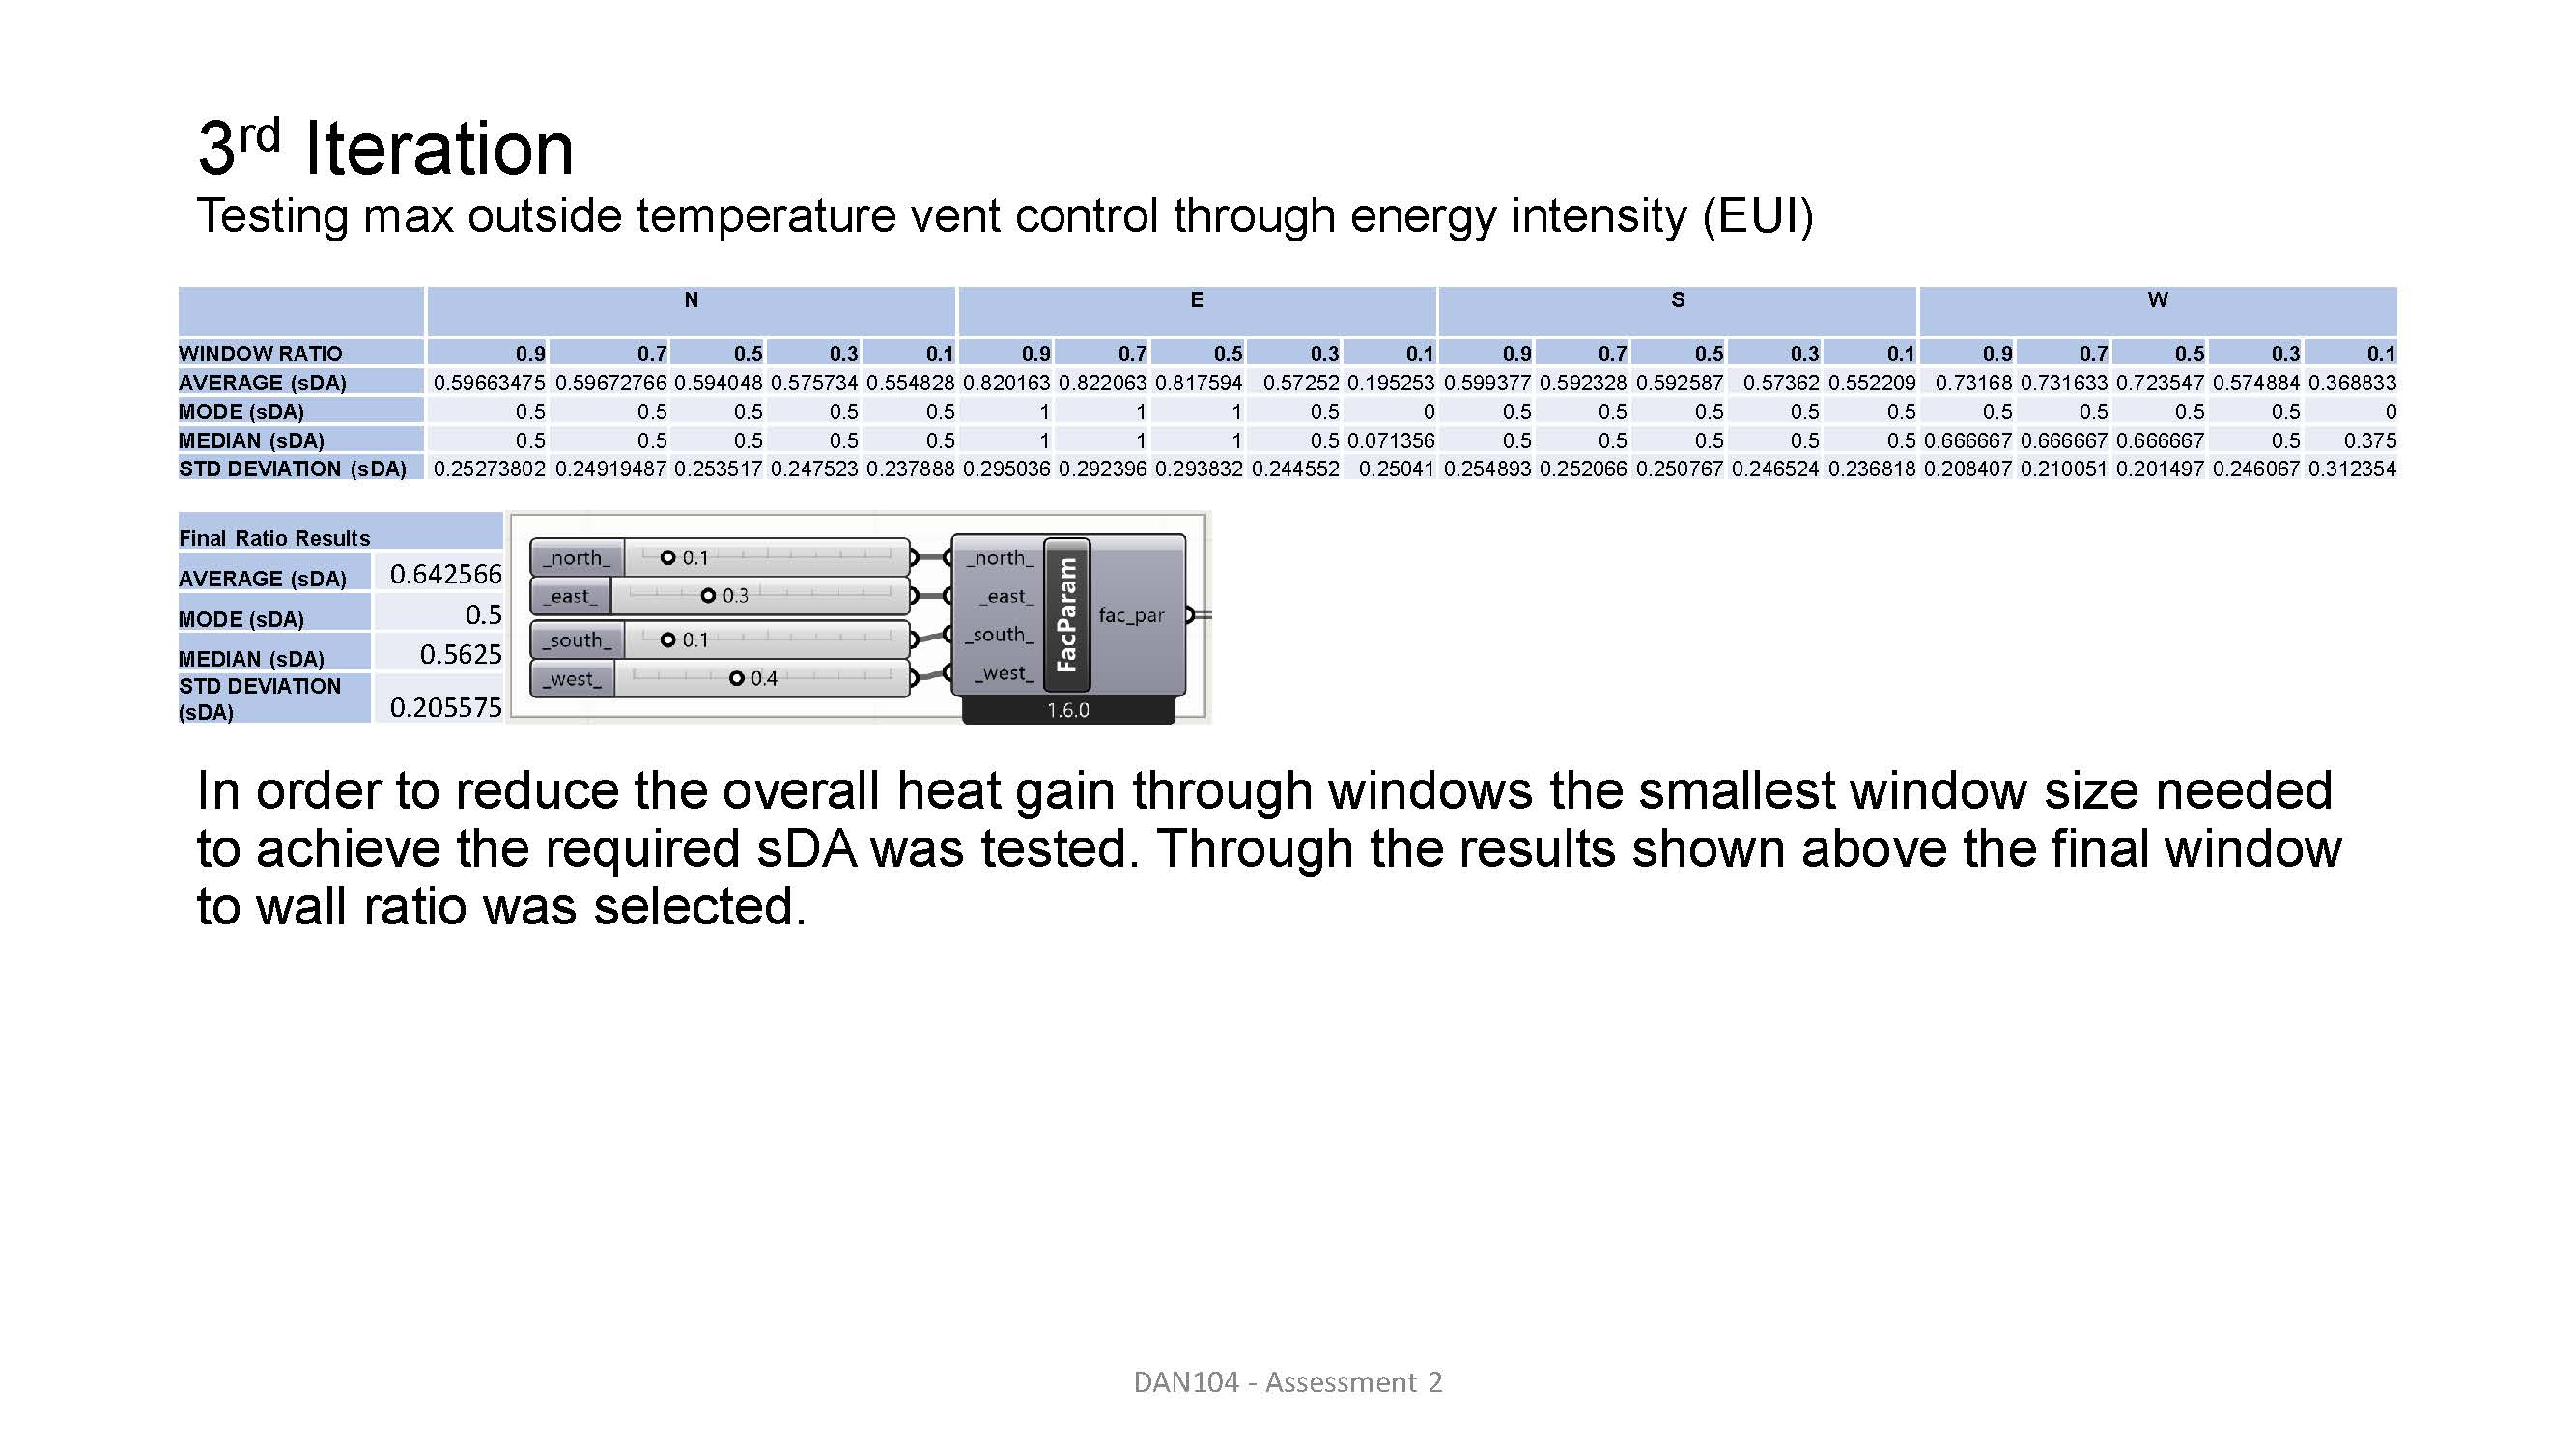 3rd Iteration
Testing max outside temperature vent control through energy intensity (EUI)
N E S W
WINDOW RATIO 0.9 0.7 0.5 0.3 0.1 0.9 0.7 0.5 0.3 0.1 0.9 0.7 0.5 0.3 0.1 0.9 0.7 0.5 0.3 0.1
AVERAGE (sDA) 0.59663475 0.59672766 0.594048 0.575734 0.554828 0.820163 0.822063 0.817594 0.57252 0.195253 0.599377 0.592328 0.592587 0.57362 0.552209 0.73168 0.731633 0.723547 0.574884 0.368833
MODE (sDA) 0.5 0.5 0.5 0.5 0.5 1 1 1 0.5 0 0.5 0.5 0.5 0.5 0.5 0.5 0.5 0.5 0.5 0
MEDIAN (sDA) 0.5 0.5 0.5 0.5 0.5 1 1 1 0.5 0.071356 0.5 0.5 0.5 0.5 0.5 0.666667 0.666667 0.666667 0.5 0.375
STD DEVIATION (sDA) 0.25273802 0.24919487 0.253517 0.247523 0.237888 0.295036 0.292396 0.293832 0.244552 0.25041 0.254893 0.252066 0.250767 0.246524 0.236818 0.208407 0.210051 0.201497 0.246067 0.312354
Final Ratio Results
AVERAGE (sDA) 0.642566
MODE (sDA) 0.5
MEDIAN (sDA) 0.5625
STD DEVIATION
(sDA) 0.205575
_north_ 0.1
_east_ 0.3
_south_ 0.1
_west_ 0.4
_north_
_east_
_south_
_west_
FacParam
fac_par
1.6.0
In order to reduce the overall heat gain through windows the smallest window size needed
to achieve the required sDA was tested. Through the results shown above the final window
to wall ratio was selected.
DAN104 - Assessment 2